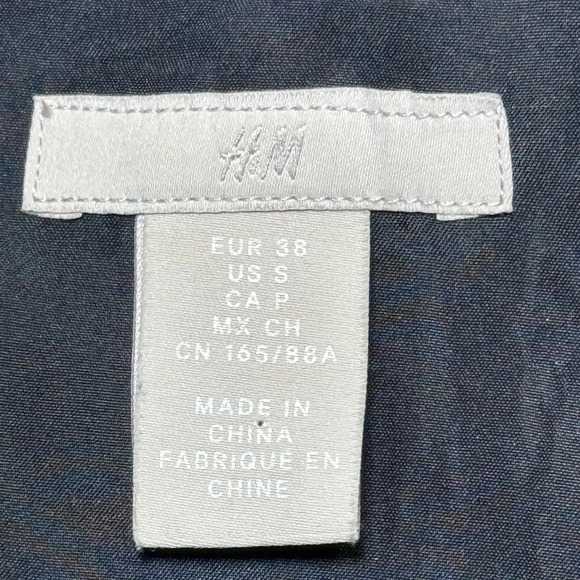 H&M
EUR 38
US S
CA P
MX CH
CN 165/88A
MADE IN
CHINA
FABRIQUÉ EN
CHINE